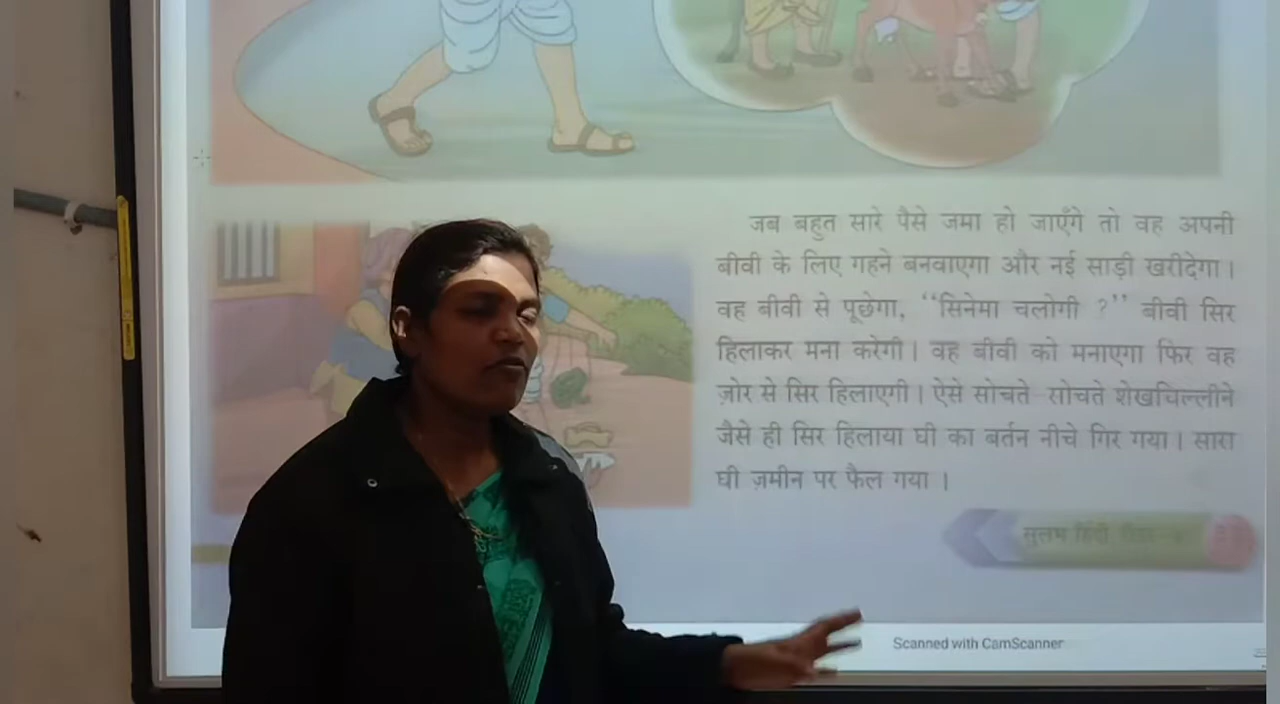 जब बहुत सारे पैसे जमा हो जाएँगे तो वह अपनी
बीवी के लिए गहने बनवाएगा और नई साड़ी खरीदेगा।
वह बीवी से पूछेगा, “सिनेमा चलोगी ?” बीवी सिर
हिलाकर मना करेगी। वह बीवी को मनाएगा फिर वह
ज़ोर से सिर हिलाएगी। ऐसे सोचते-सोचते शेखचिल्लीने
जैसे ही सिर हिलाया घी का बर्तन नीचे गिर गया। सारा
घी ज़मीन पर फैल गया।
सुलभ हिंदी
Scanned with CamScanner